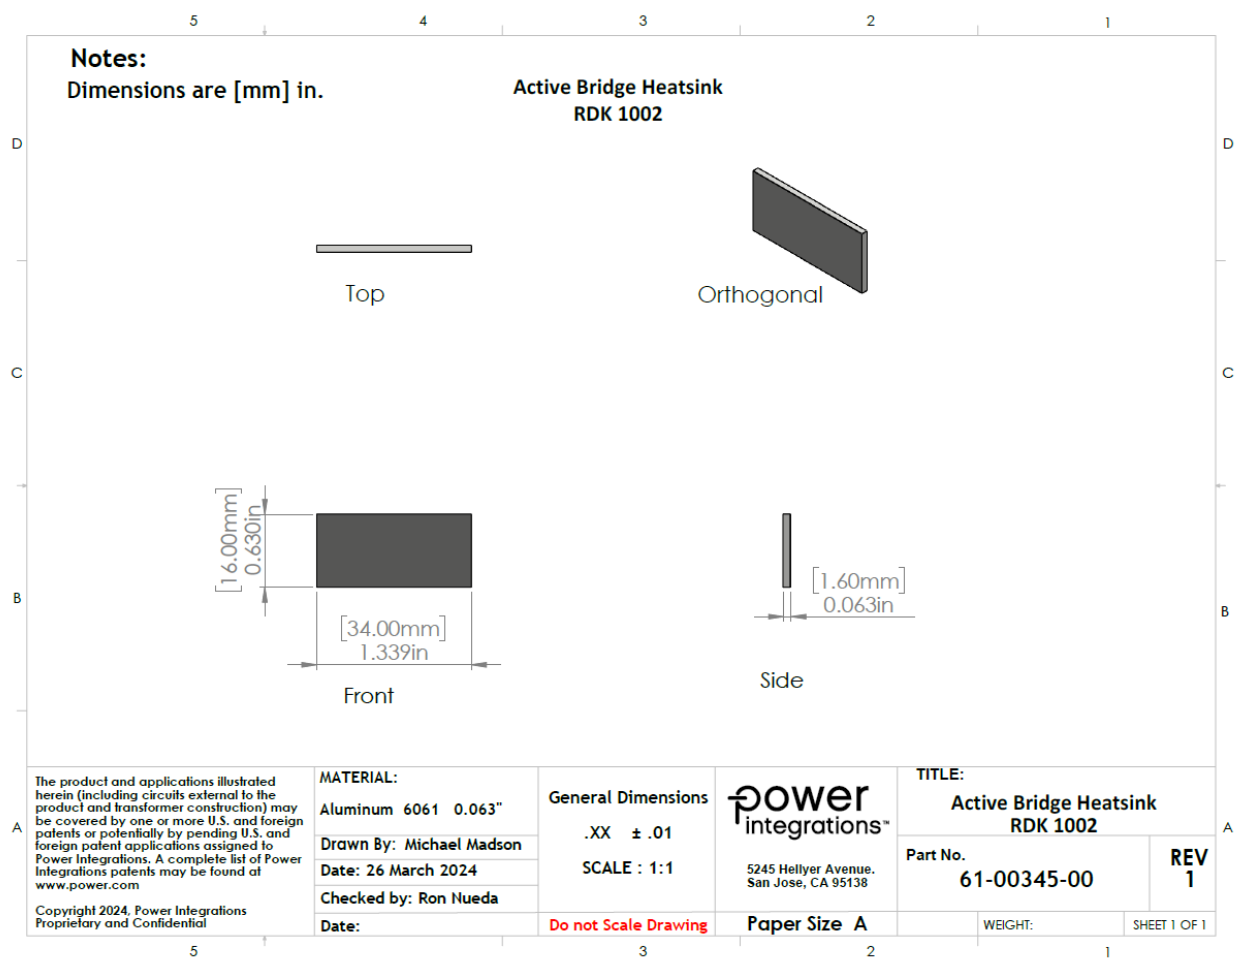 5 4 3 2 1
Notes:
Dimensions are [mm] in.
Active Bridge Heatsink
RDK 1002
D D
Top
Orthogonal
C C
[16.00mm]
0.630in
[34.00mm]
1.339in
Front
[1.60mm]
0.063in
Side
B B
The product and applications illustrated
herein (including circuits external to the
product and transformer construction) may
be covered by one or more U.S. and foreign
patents or potentially by pending U.S. and
foreign patent applications assigned to
Power Integrations. A complete list of Power
Integrations patents may be found at
www.power.com
Copyright 2024, Power Integrations
Proprietary and Confidential
MATERIAL:
Aluminum 6061 0.063"
Drawn By: Michael Madson
Date: 26 March 2024
Checked by: Ron Nueda
Date:
General Dimensions
.XX ± .01
SCALE : 1:1
Do not Scale Drawing
power
integrations™
5245 Hellyer Avenue.
San Jose, CA 95138
Paper Size A
TITLE:
Active Bridge Heatsink
RDK 1002
Part No.
61-00345-00
REV
1
WEIGHT:
SHEET 1 OF 1
A A
5 3 2 1